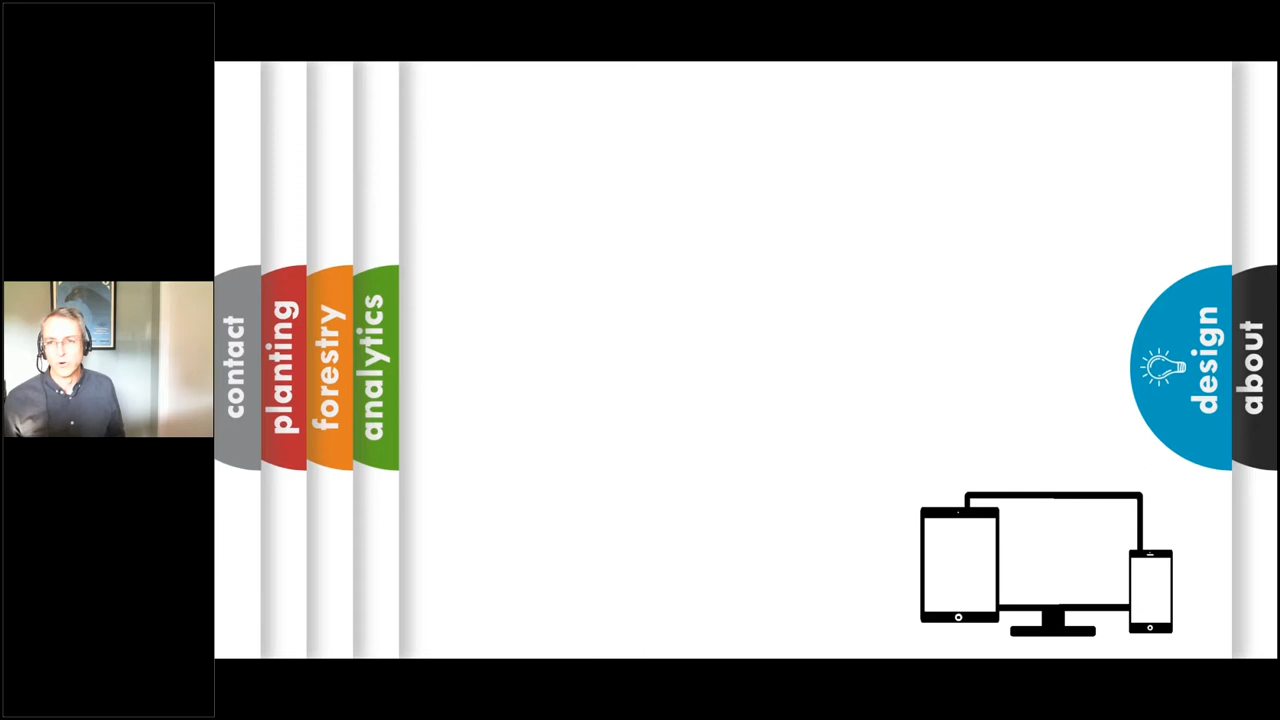 contact
planting
forestry
analytics
design
about